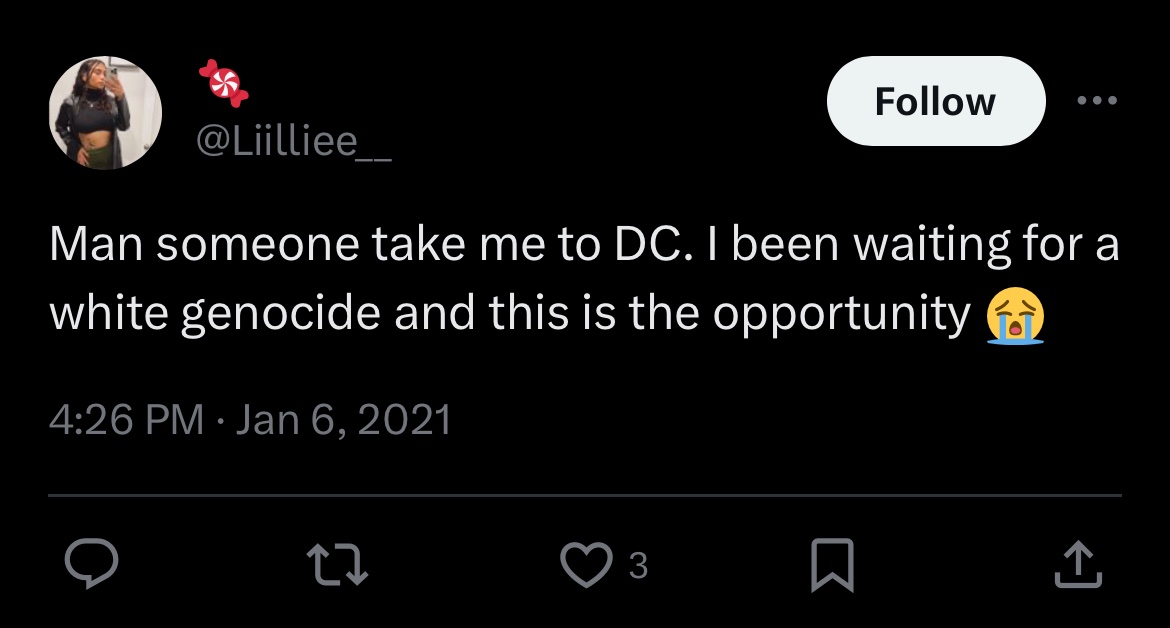 🍬
@Liilliee__
Follow
Man someone take me to DC. I been waiting for a
white genocide and this is the opportunity 😭
4:26 PM · Jan 6, 2021
3